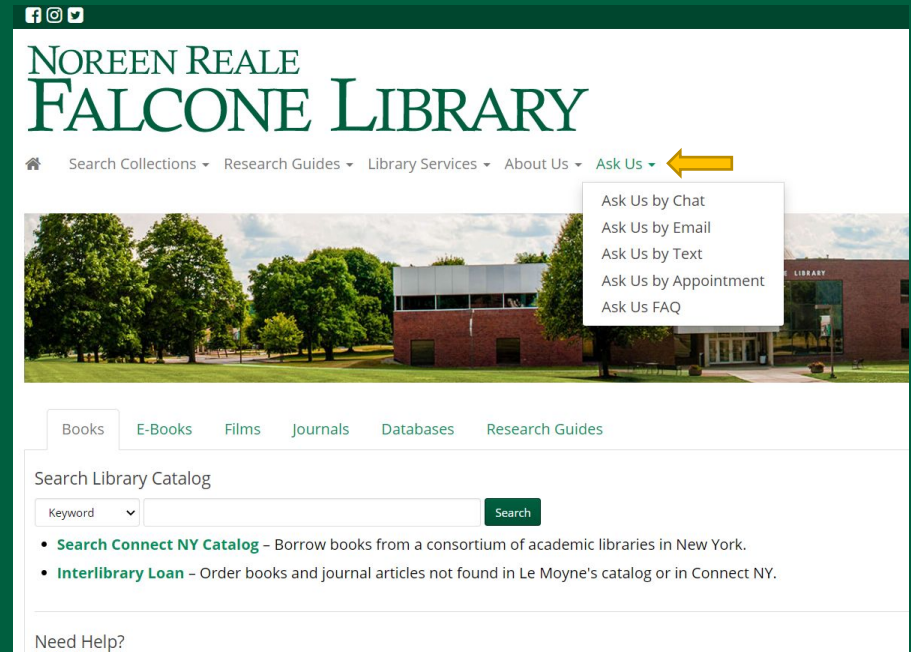 NOREEN REALE
FALCONE LIBRARY
Search Collections Research Guides Library Services About Us Ask Us
Ask Us by Chat
Ask Us by Email
Ask Us by Text
Ask Us by Appointment
Ask Us FAQ
LIBRARY
Books E-Books Films Journals Databases Research Guides
Search Library Catalog
Keyword Search
• Search Connect NY Catalog – Borrow books from a consortium of academic libraries in New York.
• Interlibrary Loan – Order books and journal articles not found in Le Moyne's catalog or in Connect NY.
Need Help?